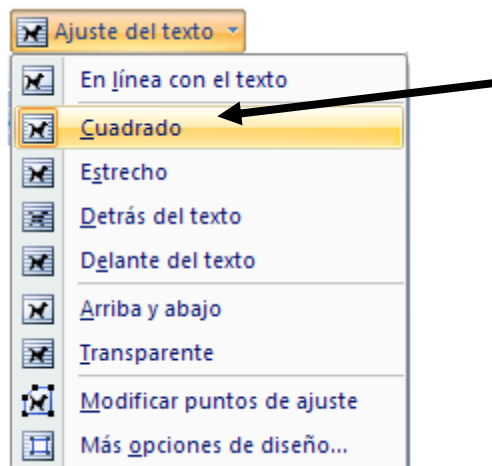 Ajuste del texto
En línea con el texto
Cuadrado
Estrecho
Detrás del texto
Delante del texto
Arriba y abajo
Transparente
Modificar puntos de ajuste
Más opciones de diseño...